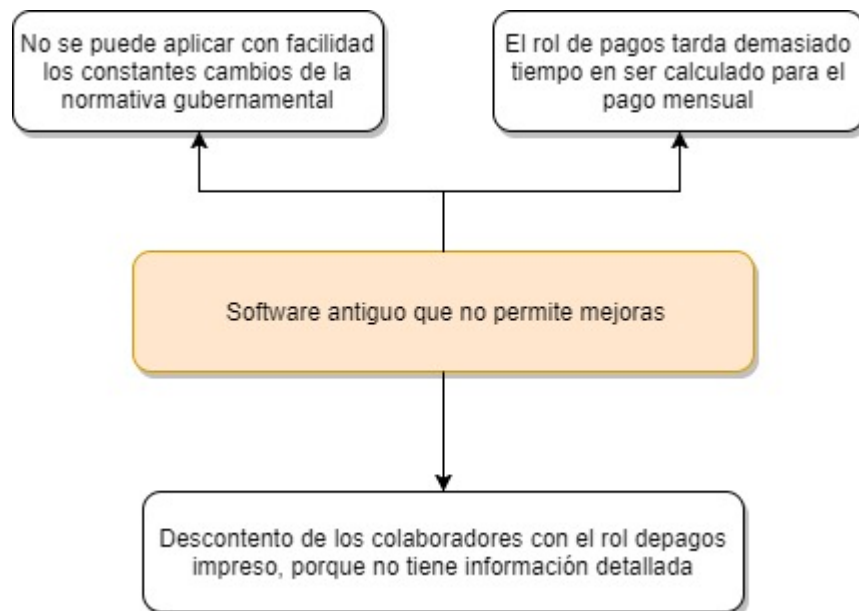 No se puede aplicar con facilidad
los constantes cambios de la
normativa gubernamental
El rol de pagos tarda demasiado
tiempo en ser calculado para el
pago mensual
Software antiguo que no permite mejoras
Descontento de los colaboradores con el rol depagos
impreso, porque no tiene información detallada